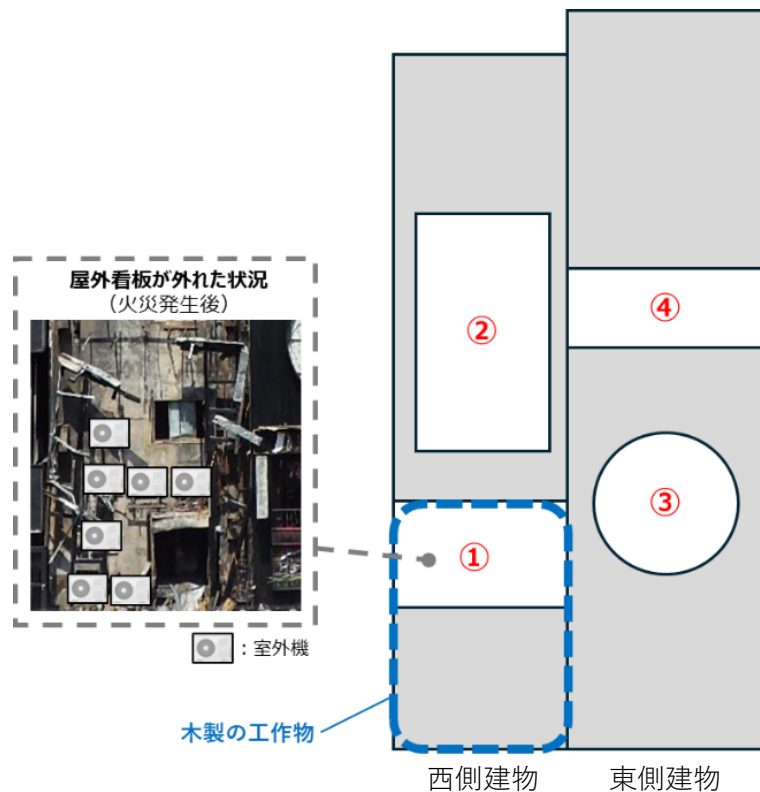 屋外看板が外れた状況
（火災発生後）
：室外機
木製の工作物
①
②
③
④
西側建物
東側建物